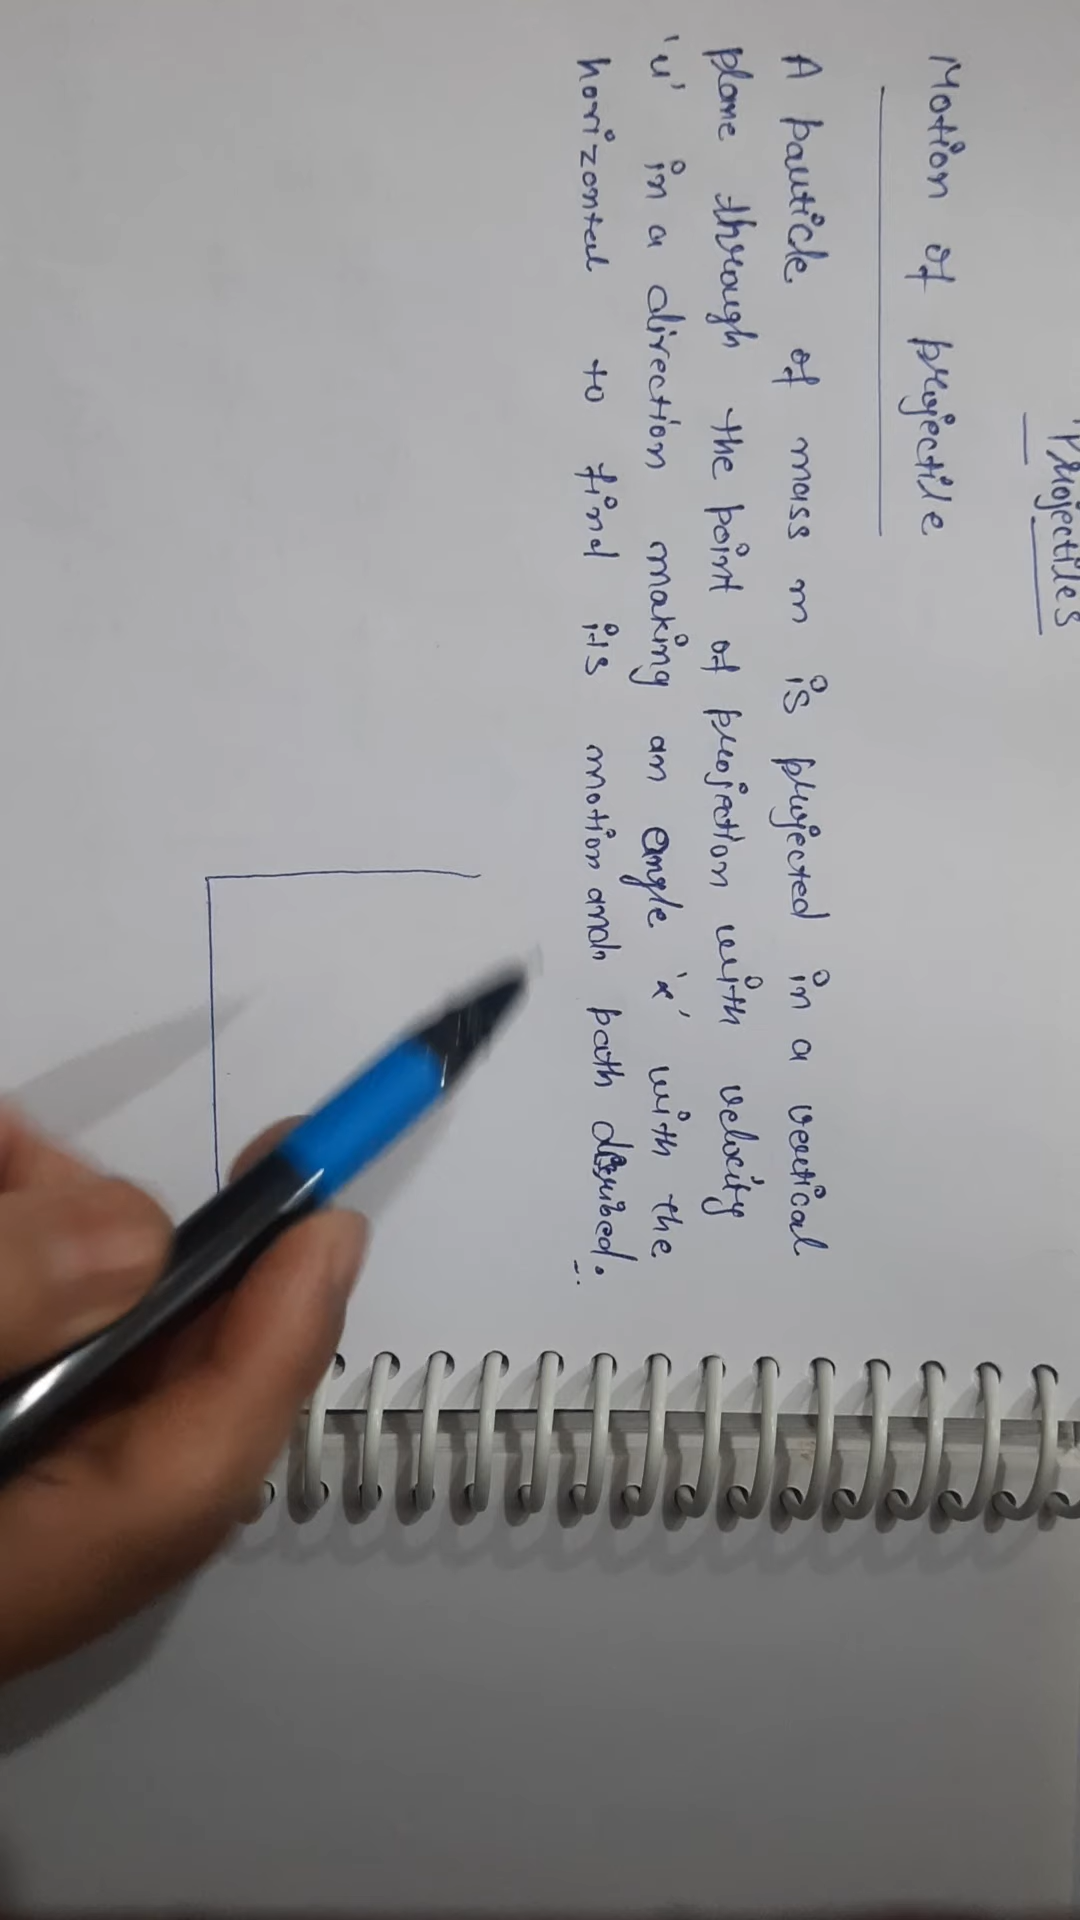 Projectiles
Motion of projectile
A particle of mass m is projected in a vertical
plane through the point of projection with velocity
'u' in a direction making an angle 'α' with the
horizontal to find its motion and path discribed.